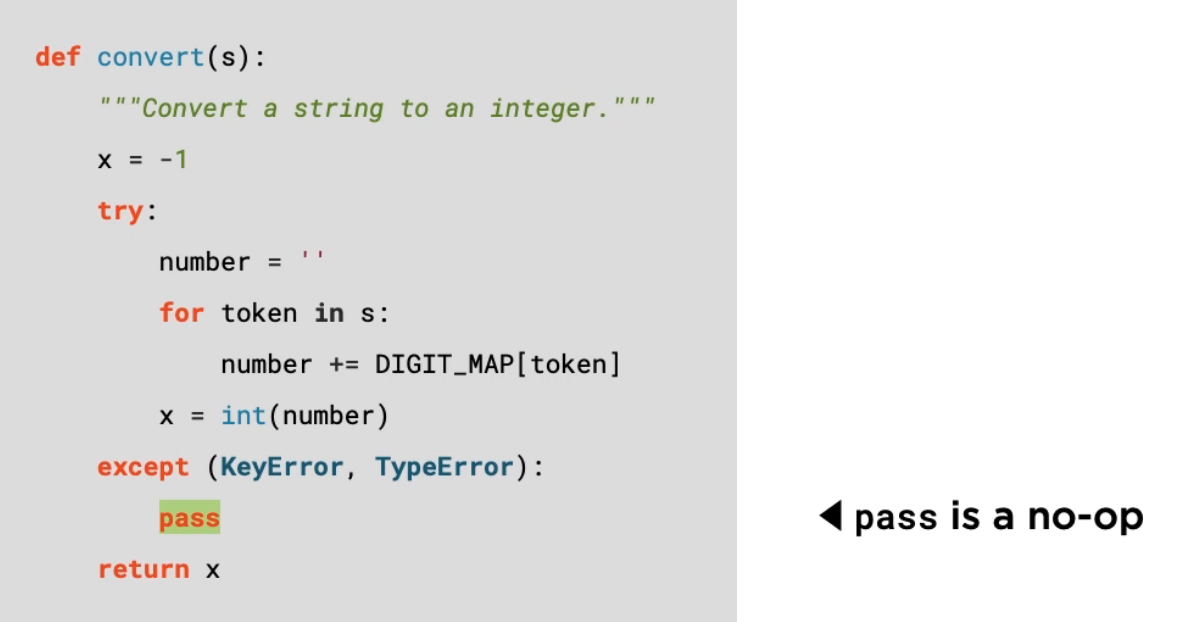 def convert(s):
    """Convert a string to an integer."""
    x = -1
    try:
        number = ''
        for token in s:
            number += DIGIT_MAP[token]
        x = int(number)
    except (KeyError, TypeError):
        pass
    return x
◀ pass is a no-op